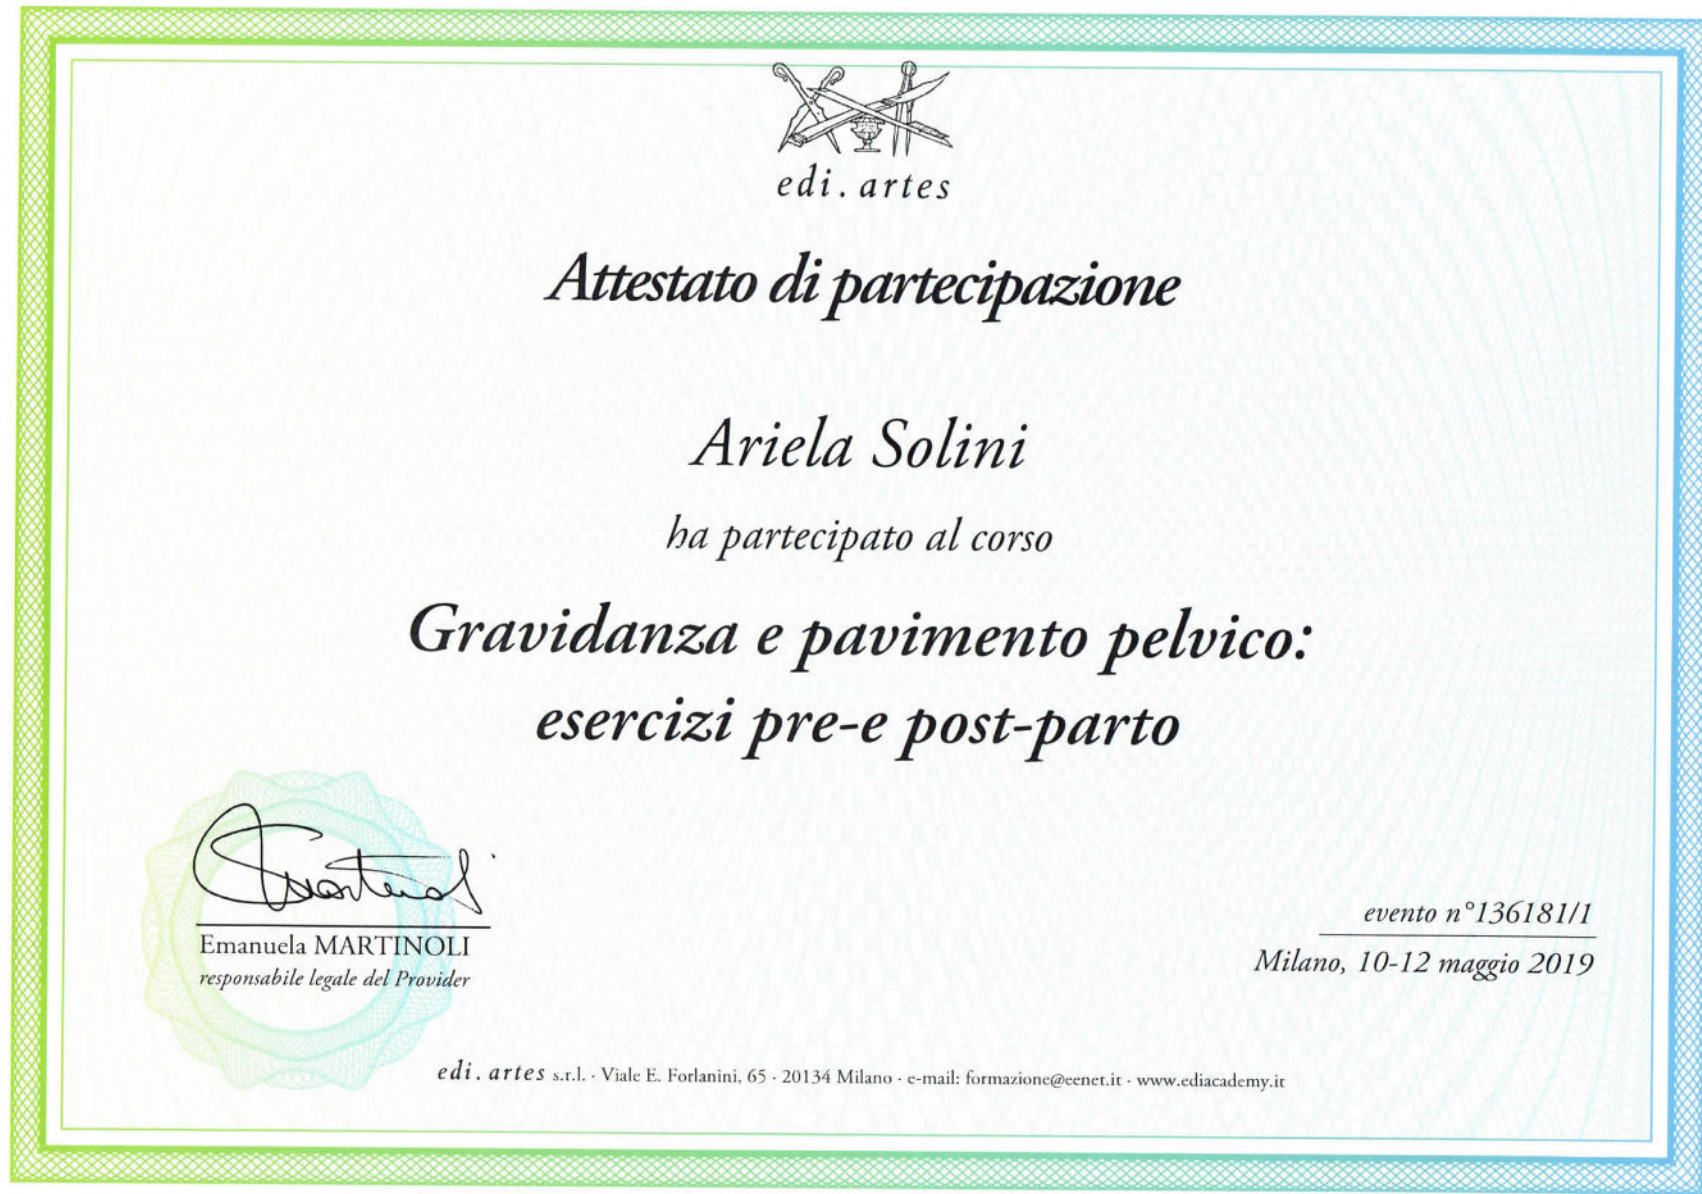 edi.artes
Attestato di partecipazione
Ariela Solini
ha partecipato al corso
Gravidanza e pavimento pelvico:
esercizi pre-e post-parto
Emanuela MARTINOLI
responsabile legale del Provider
evento n°136181/1
Milano, 10-12 maggio 2019
edi.artes s.r.l. · Viale E. Forlanini, 65 · 20134 Milano · e-mail: formazione@eenet.it · www.ediacademy.it